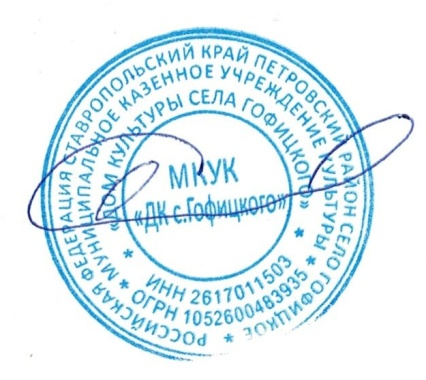 РОССИЙСКАЯ ФЕДЕРАЦИЯ СТАВРОПОЛЬСКИЙ КРАЙ ПЕТРОВСКИЙ РАЙОН СЕЛО ГОФИЦКОЕ *
* МУНИЦИПАЛЬНОЕ КАЗЕННОЕ УЧРЕЖДЕНИЕ КУЛЬТУРЫ *
«ДОМ КУЛЬТУРЫ СЕЛА ГОФИЦКОГО»
МКУК
«ДК с.Гофицкого»
* ИНН 2617011503 *
ОГРН 1052600483935